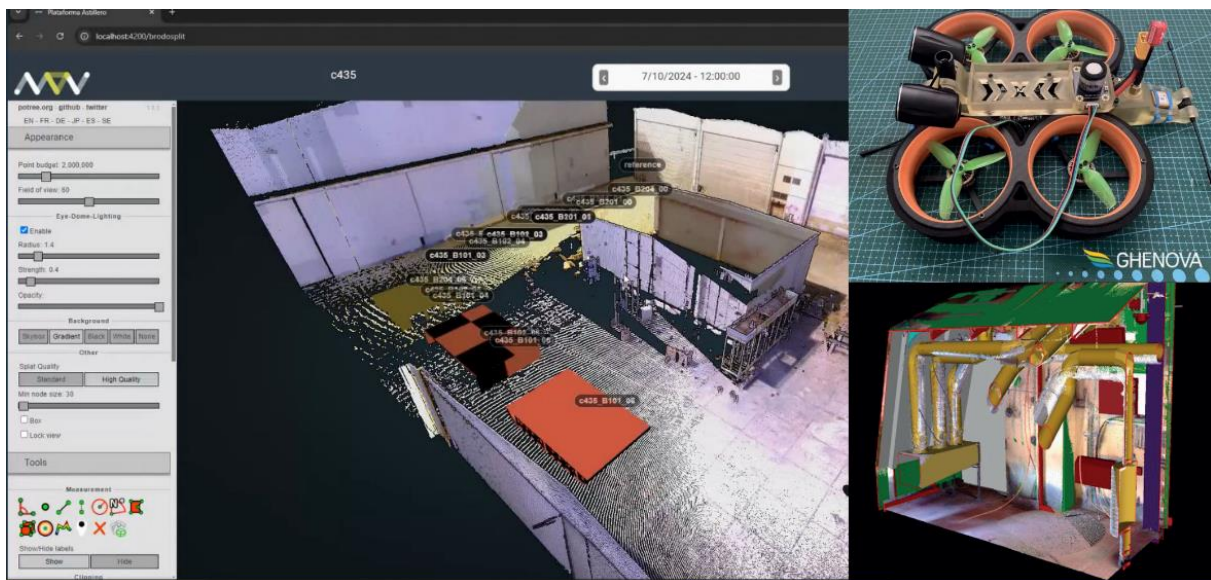 Plataforma Astillero
localhost:4200/brodosplit
c435
7/10/2024 - 12:00:00
potree.org · github · twitter
EN - FR - DE - JP - ES - SE
Appearance
Point budget: 2,000,000
Field of view: 60
Eye-Dome-Lighting
Enable
Radius: 1.4
Strength: 0.4
Opacity:
Background
Skybox Gradient Black White None
Other
Splat Quality
Standard High Quality
Min node size: 30
Box
Lock view
Tools
Measurement
Show/Hide labels
Show Hide
Clipping
reference
c435_B204_00
c435_B201_00
c435_B201_01
c435_B101_03
c435_B101_04
c435_B101_05
c435_B101_06
GHENOVA